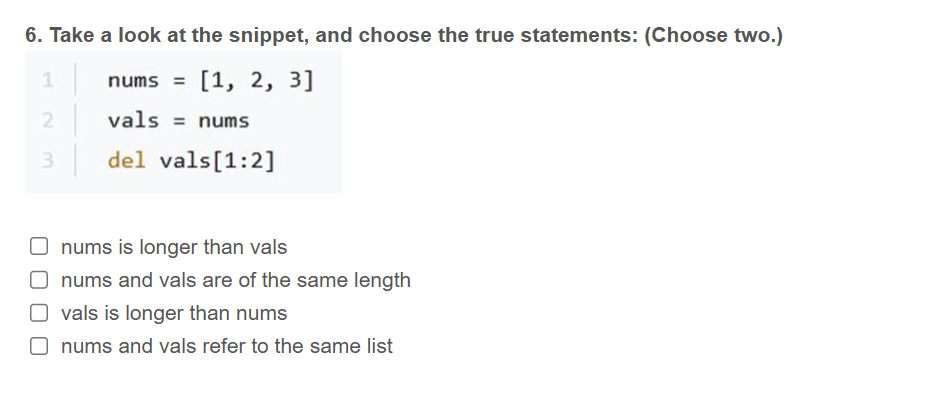 6. Take a look at the snippet, and choose the true statements: (Choose two.)
1 nums = [1, 2, 3]
2 vals = nums
3 del vals[1:2]
nums is longer than vals
nums and vals are of the same length
vals is longer than nums
nums and vals refer to the same list